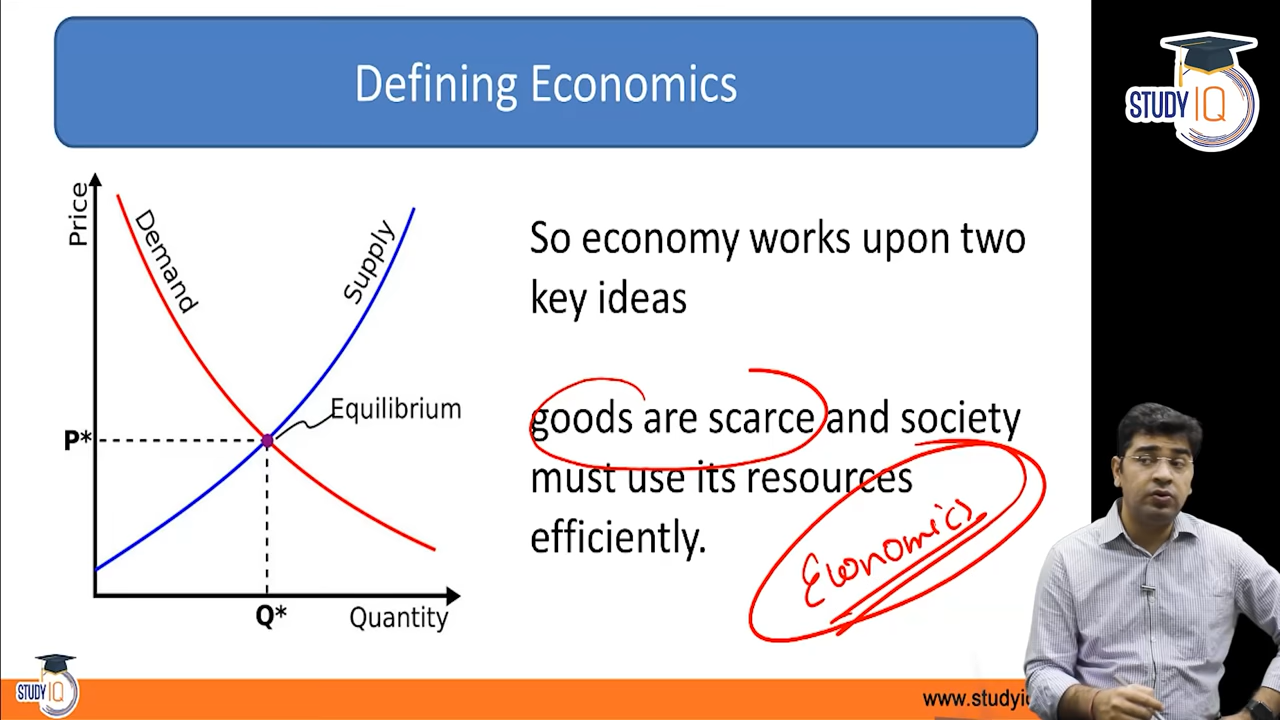 Defining Economics
STUDY IQ
Price
Demand
Supply
Equilibrium
P*
Q*
Quantity
So economy works upon two
key ideas
goods are scarce and society
must use its resources
efficiently.
Economics
STUDY IQ
www.studyi